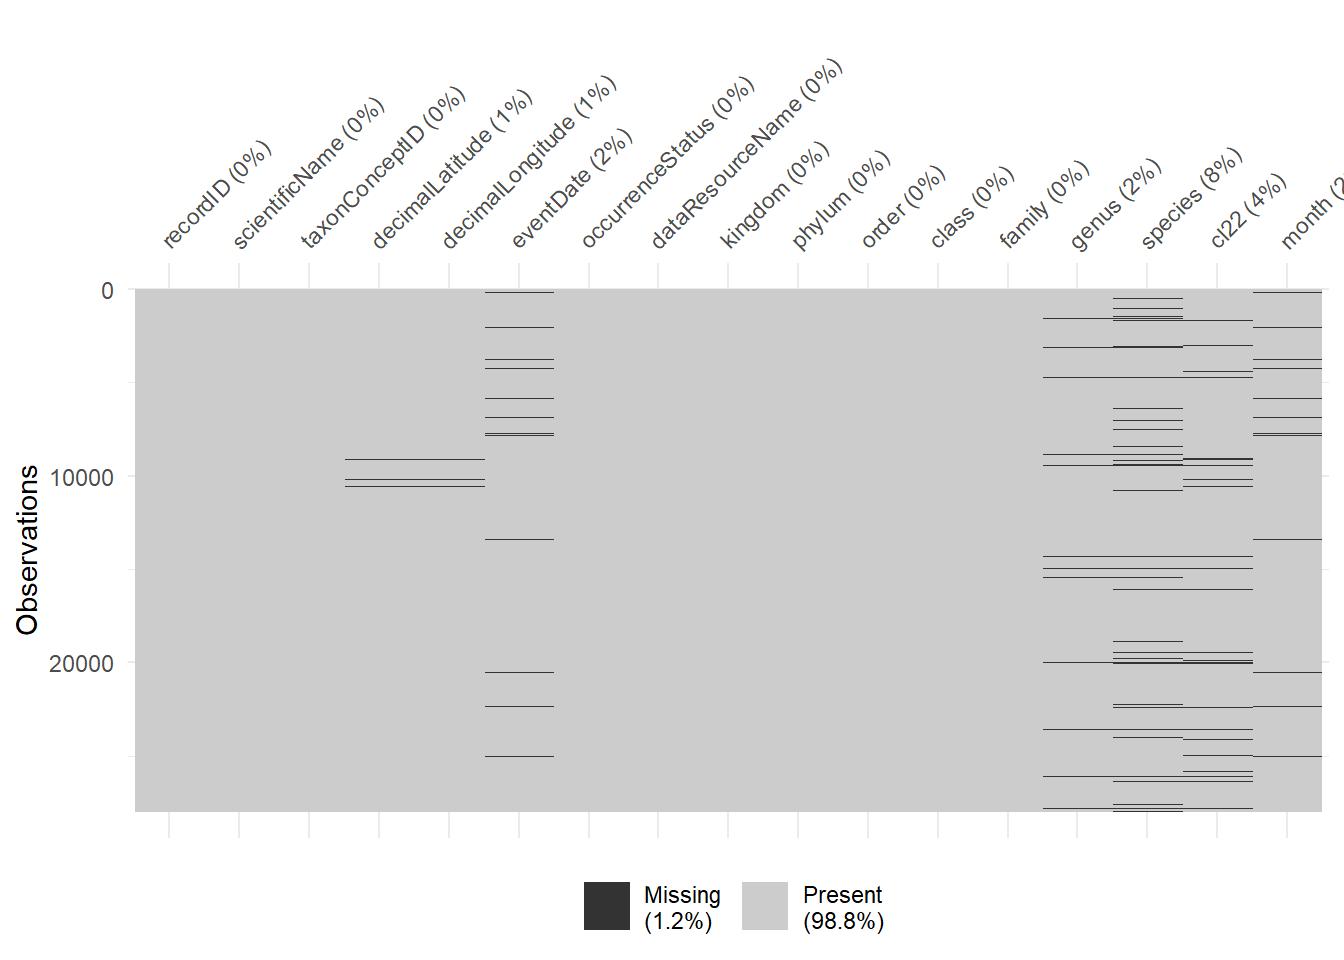 recordID (0%)
scientificName (0%)
taxonConceptID (0%)
decimalLatitude (1%)
decimalLongitude (1%)
eventDate (2%)
occurrenceStatus (0%)
dataResourceName (0%)
kingdom (0%)
phylum (0%)
order (0%)
class (0%)
family (0%)
genus (2%)
species (8%)
cl22 (4%)
month (2
0
10000
20000
Observations
Missing
(1.2%)
Present
(98.8%)